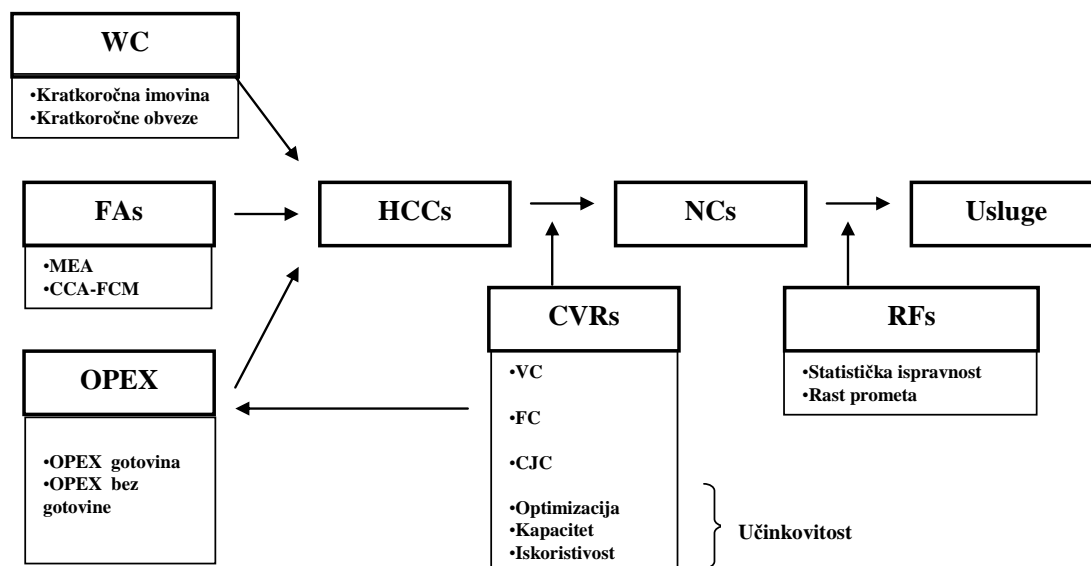 WC
•Kratkoročna imovina
•Kratkoročne obveze
FAs
•MEA
•CCA-FCM
OPEX
•OPEX gotovina
•OPEX bez
gotovine
HCCs
NCs
Usluge
CVRs
•VC
•FC
•CJC
•Optimizacija
•Kapacitet
•Iskoristivost
Učinkovitost
RFs
•Statistička ispravnost
•Rast prometa